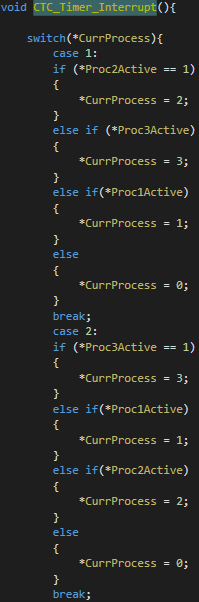 void CTC_Timer_Interrupt(){
switch(*CurrProcess){
case 1:
if (*Proc2Active == 1)
{
*CurrProcess = 2;
}
else if (*Proc3Active)
{
*CurrProcess = 3;
}
else if(*Proc1Active)
{
*CurrProcess = 1;
}
else
{
*CurrProcess = 0;
}
break;
case 2:
if (*Proc3Active == 1)
{
*CurrProcess = 3;
}
else if(*Proc1Active)
{
*CurrProcess = 1;
}
else if(*Proc2Active)
{
*CurrProcess = 2;
}
else
{
*CurrProcess = 0;
}
break;